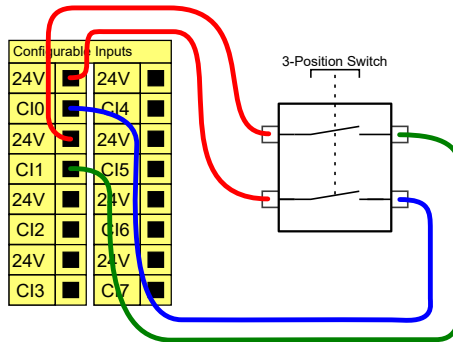 Configurable Inputs
3-Position Switch
24V 24V
CI0 CI4
24V 24V
CI1 CI5
24V 24V
CI2 CI6
24V 24V
CI3 CI7